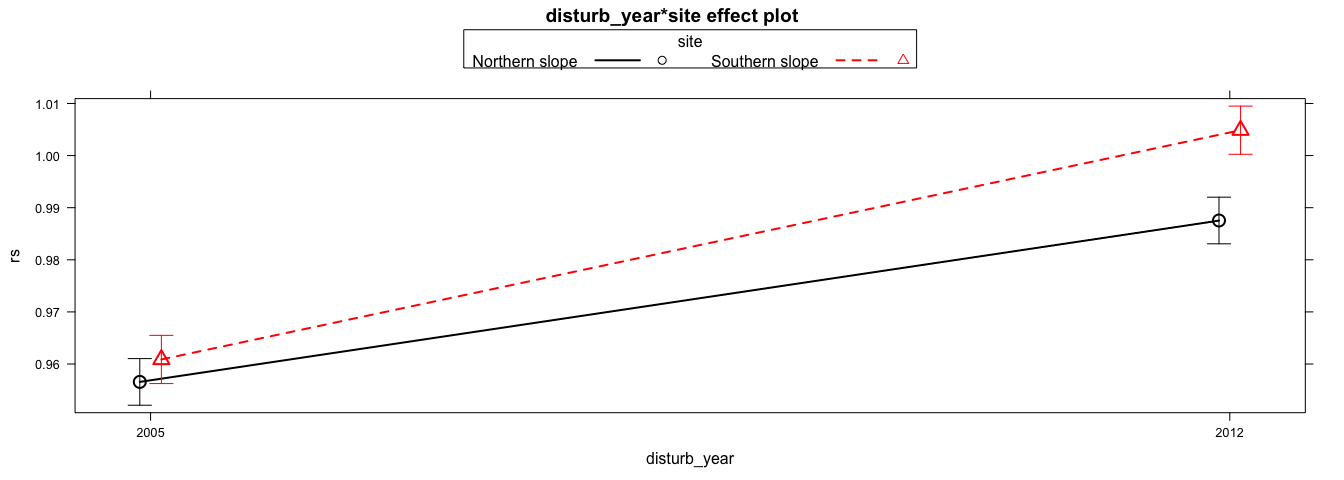 disturb_year*site effect plot
site
Northern slope Southern slope
1.01
1.00
0.99
0.98
0.97
0.96
rs
2005 2012
disturb_year